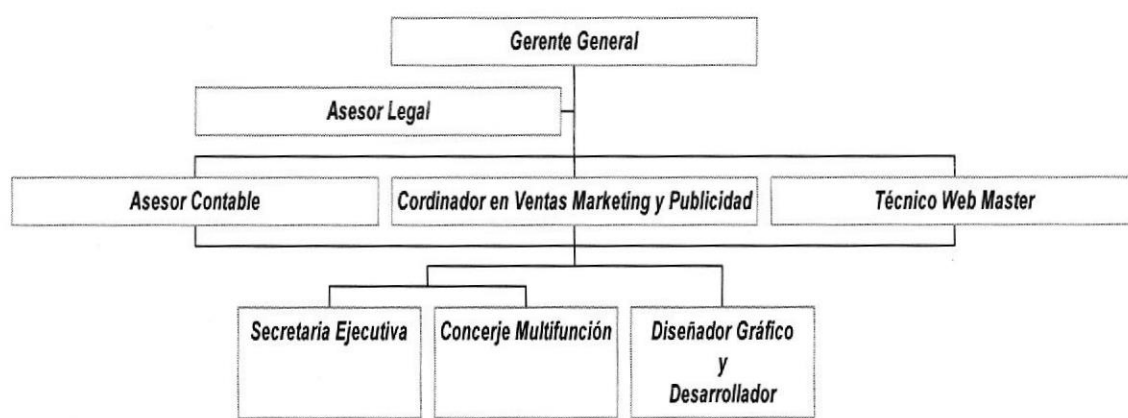 Gerente General
Asesor Legal
Asesor Contable
Cordinador en Ventas Marketing y Publicidad
Técnico Web Master
Secretaria Ejecutiva
Concerje Multifunción
Diseñador Gráfico
y
Desarrollador